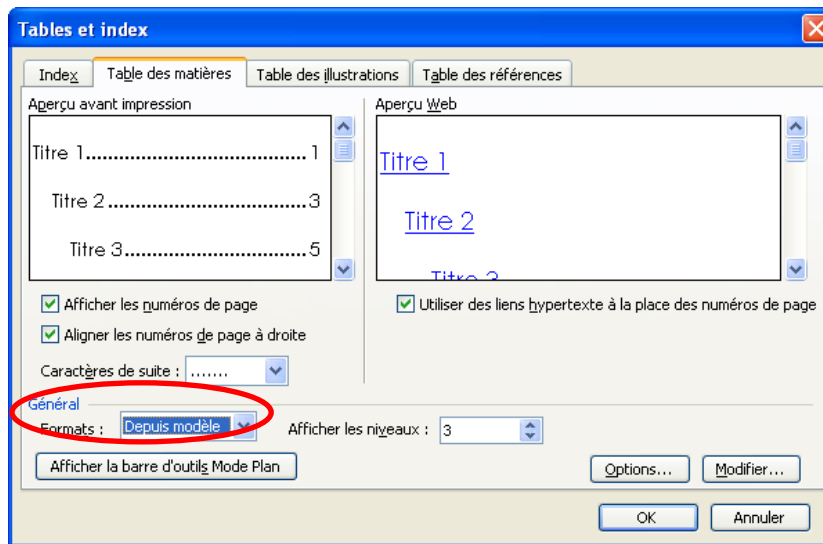 Tables et index
Index Table des matières Table des illustrations Table des références
Aperçu avant impression
Titre 1.................................... 1
Titre 2................................. 3
Titre 3.............................. 5
Aperçu Web
Titre 1
Titre 2
Titre 3
Afficher les numéros de page
Aligner les numéros de page à droite
Utiliser des liens hypertexte à la place des numéros de page
Caractères de suite : .......
Général
Formats : Depuis modèle Afficher les niveaux : 3
Afficher la barre d'outils Mode Plan Options... Modifier...
OK Annuler